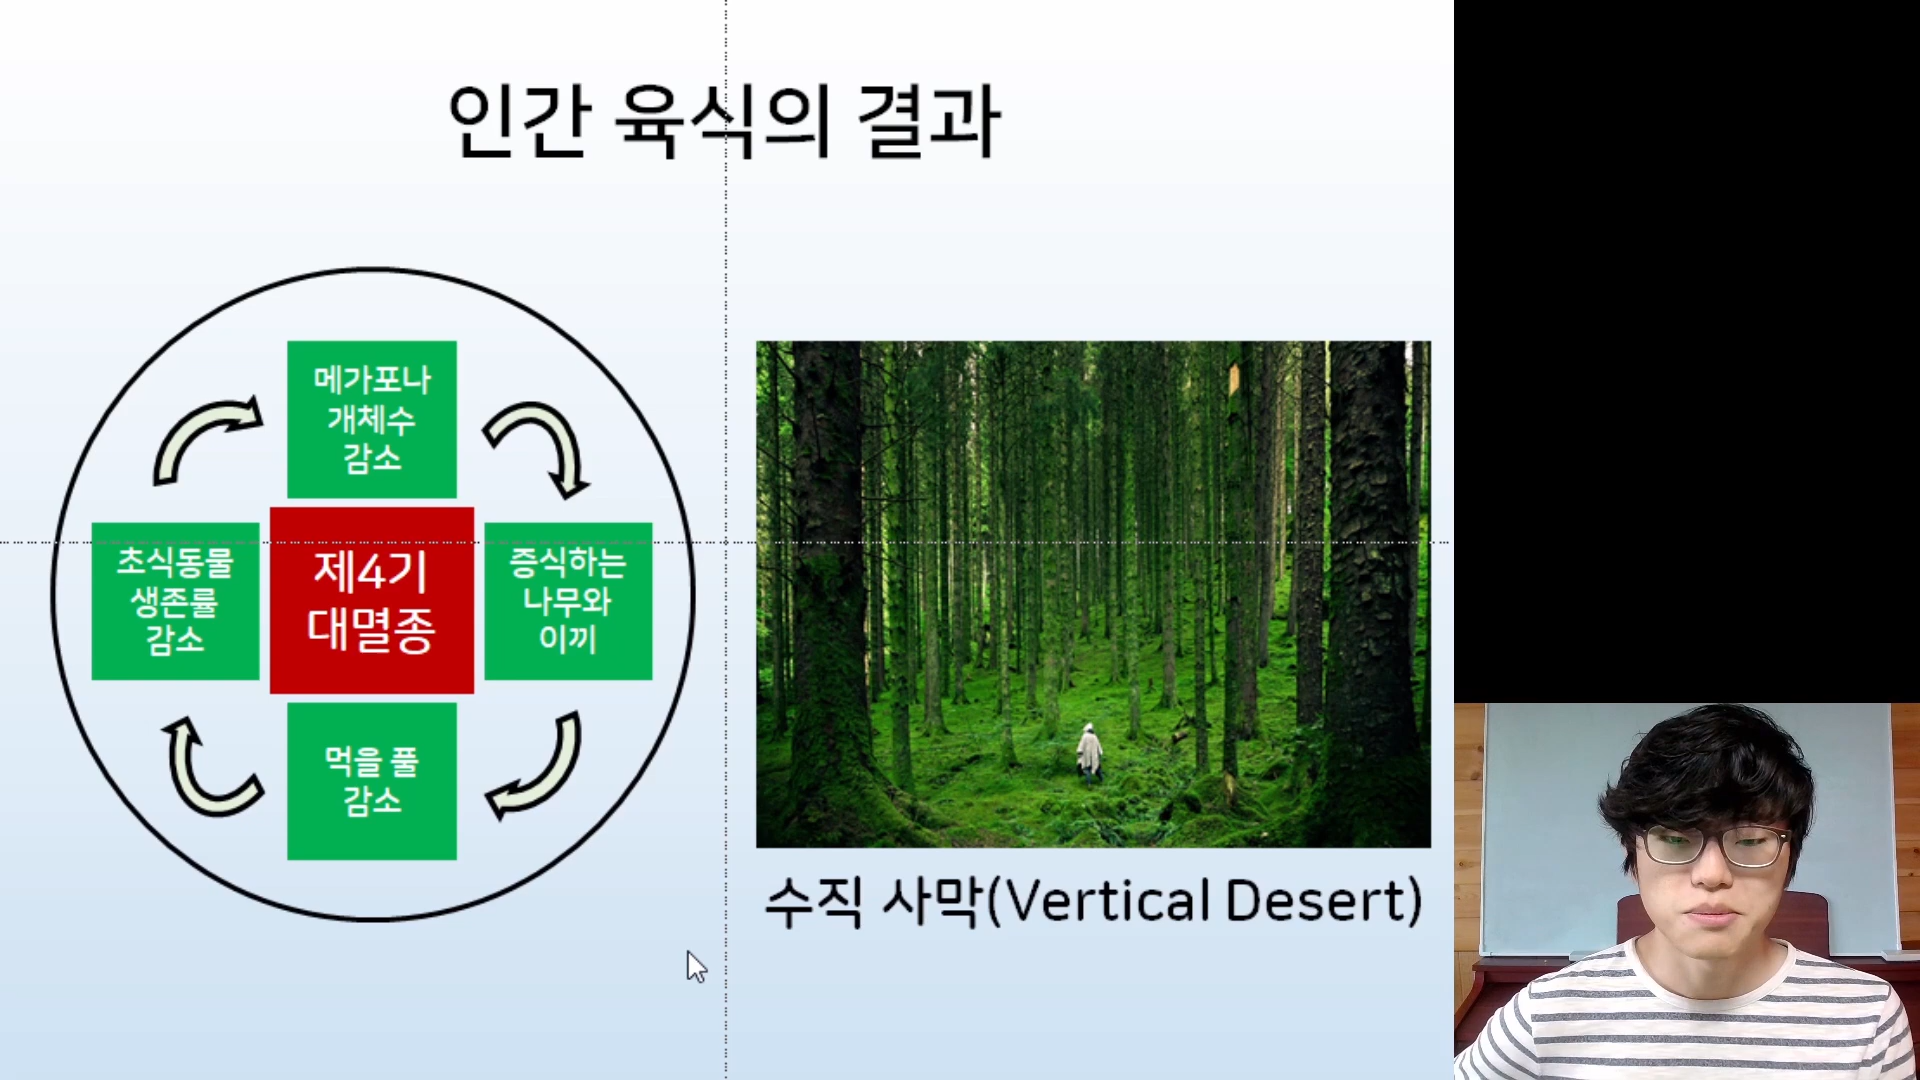 인간 육식의 결과
메가포나
개체수
감소
초식동물
생존률
감소
제4기
대멸종
증식하는
나무와
이끼
먹을 풀
감소
수직 사막(Vertical Desert)